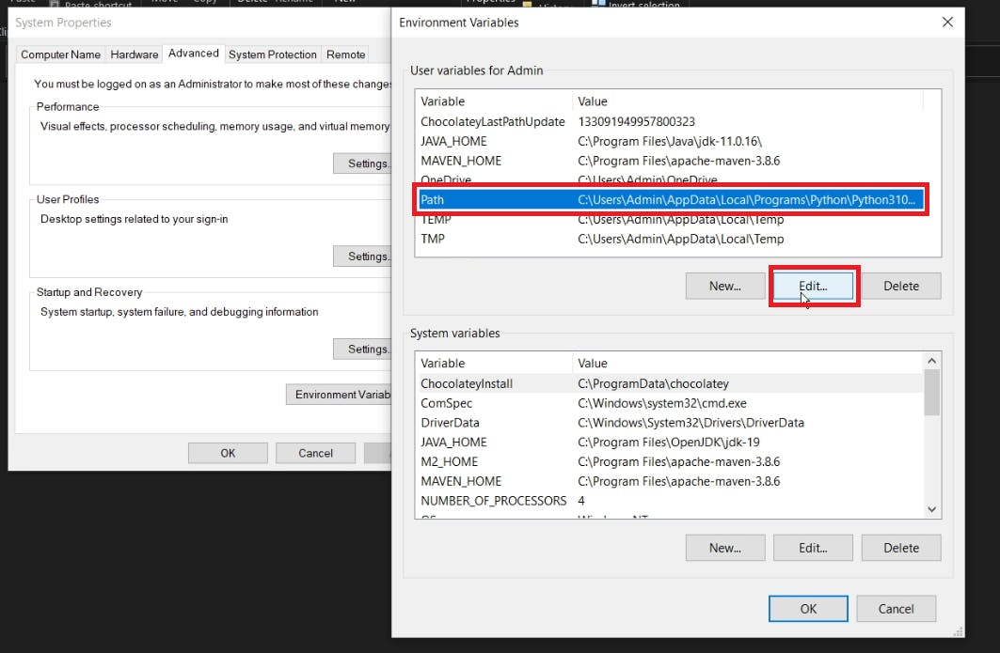 Paste shortcut
Move
Copy
Delete
Rename
New
Properties
History
Invert selection
System Properties
Computer Name
Hardware
Advanced
System Protection
Remote
You must be logged on as an Administrator to make most of these changes
Performance
Visual effects, processor scheduling, memory usage, and virtual memory
Settings..
User Profiles
Desktop settings related to your sign-in
Settings..
Startup and Recovery
System startup, system failure, and debugging information
Settings..
Environment Variab
OK
Cancel
Environment Variables
User variables for Admin
Variable Value
ChocolateyLastPathUpdate 133091949957800323
JAVA_HOME C:\Program Files\Java\jdk-11.0.16\
MAVEN_HOME C:\Program Files\apache-maven-3.8.6
OneDrive C:\Users\Admin\OneDrive
Path C:\Users\Admin\AppData\Local\Programs\Python\Python310...
TEMP C:\Users\Admin\AppData\Local\Temp
TMP C:\Users\Admin\AppData\Local\Temp
New...
Edit...
Delete
System variables
Variable Value
ChocolateyInstall C:\ProgramData\chocolatey
ComSpec C:\Windows\system32\cmd.exe
DriverData C:\Windows\System32\Drivers\DriverData
JAVA_HOME C:\Program Files\OpenJDK\jdk-19
M2_HOME C:\Program Files\apache-maven-3.8.6
MAVEN_HOME C:\Program Files\apache-maven-3.8.6
NUMBER_OF_PROCESSORS 4
OS Windows_NT
New...
Edit...
Delete
OK
Cancel